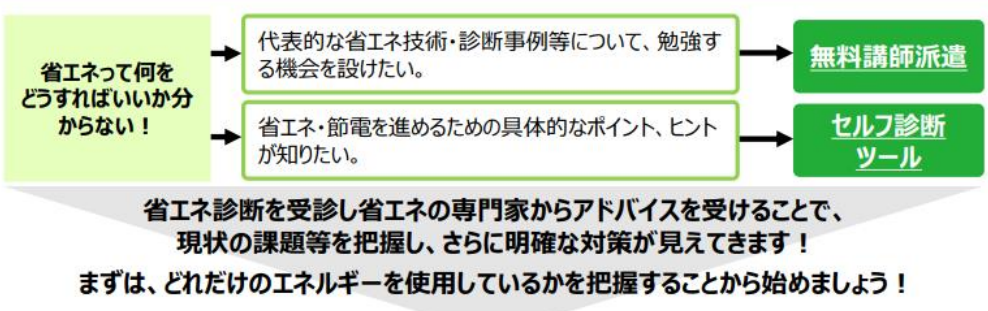 省エネって何を
どうすればいいか分
からない！
代表的な省エネ技術・診断事例等について、勉強す
る機会を設けたい。
無料講師派遣
省エネ・節電を進めるための具体的なポイント、ヒント
が知りたい。
セルフ診断
ツール
省エネ診断を受診し省エネの専門家からアドバイスを受けることで、
現状の課題等を把握し、さらに明確な対策が見えてきます！
まずは、どれだけのエネルギーを使用しているかを把握することから始めましょう！